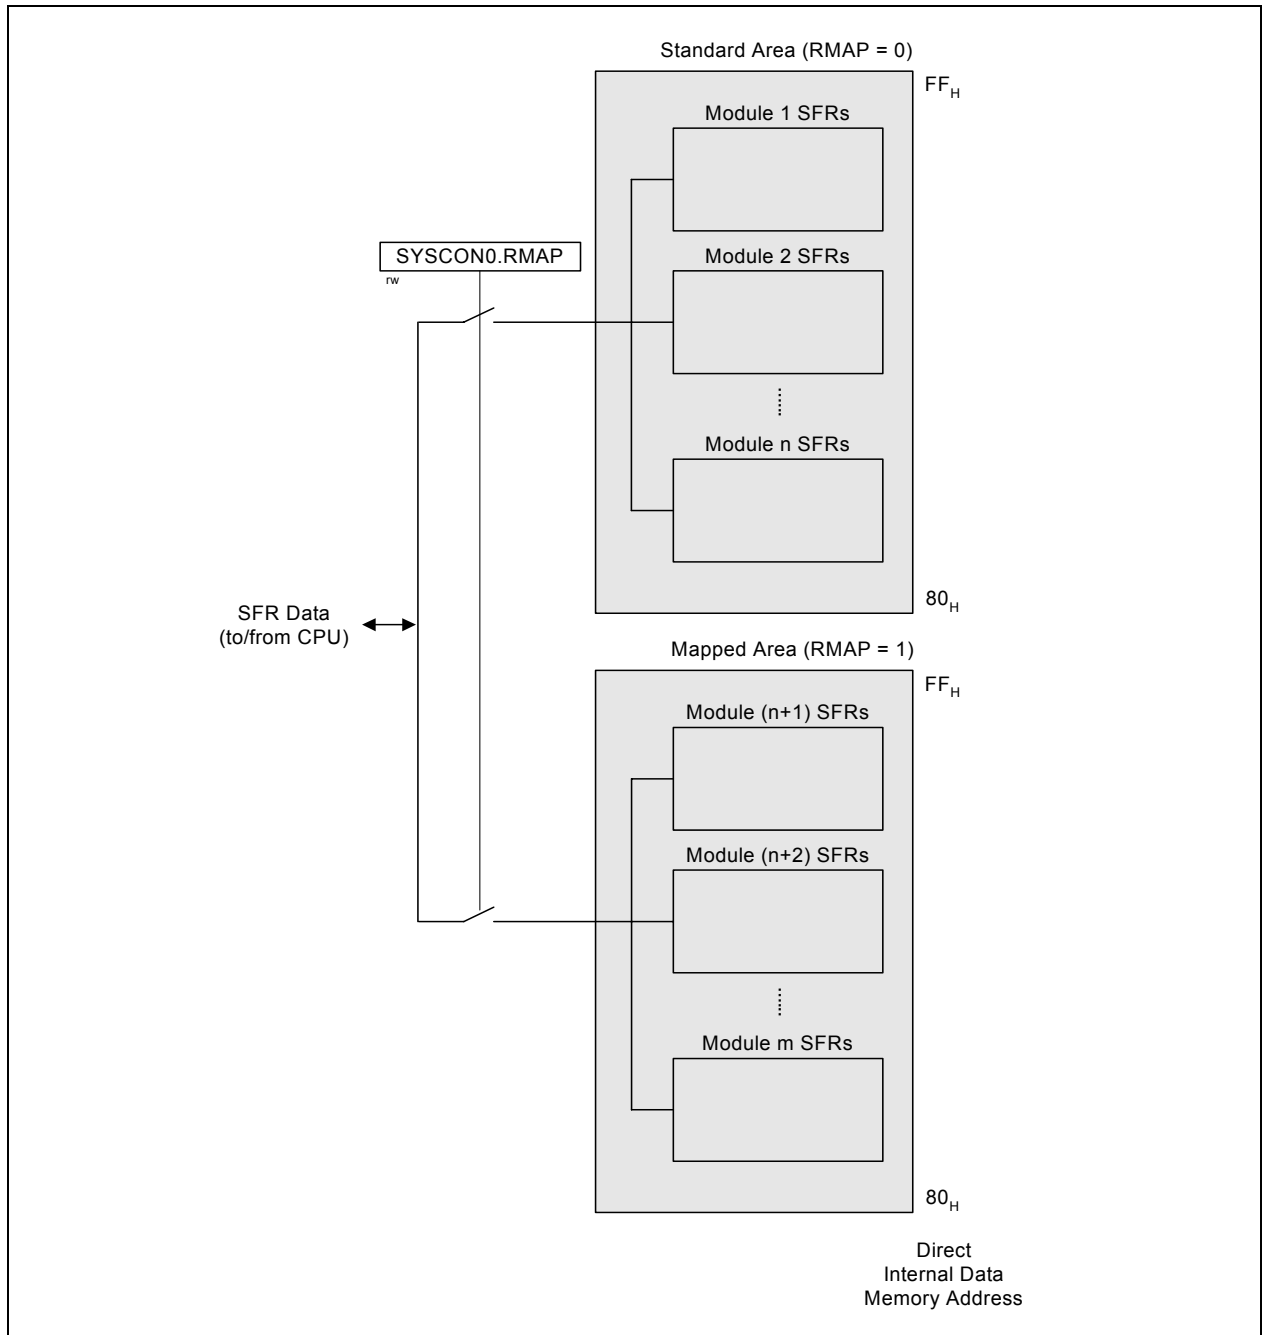 Standard Area (RMAP = 0)
FFH
Module 1 SFRs
SYSCON0.RMAP
rw
Module 2 SFRs
Module n SFRs
80H
SFR Data
(to/from CPU)
Mapped Area (RMAP = 1)
FFH
Module (n+1) SFRs
Module (n+2) SFRs
Module m SFRs
80H
Direct
Internal Data
Memory Address